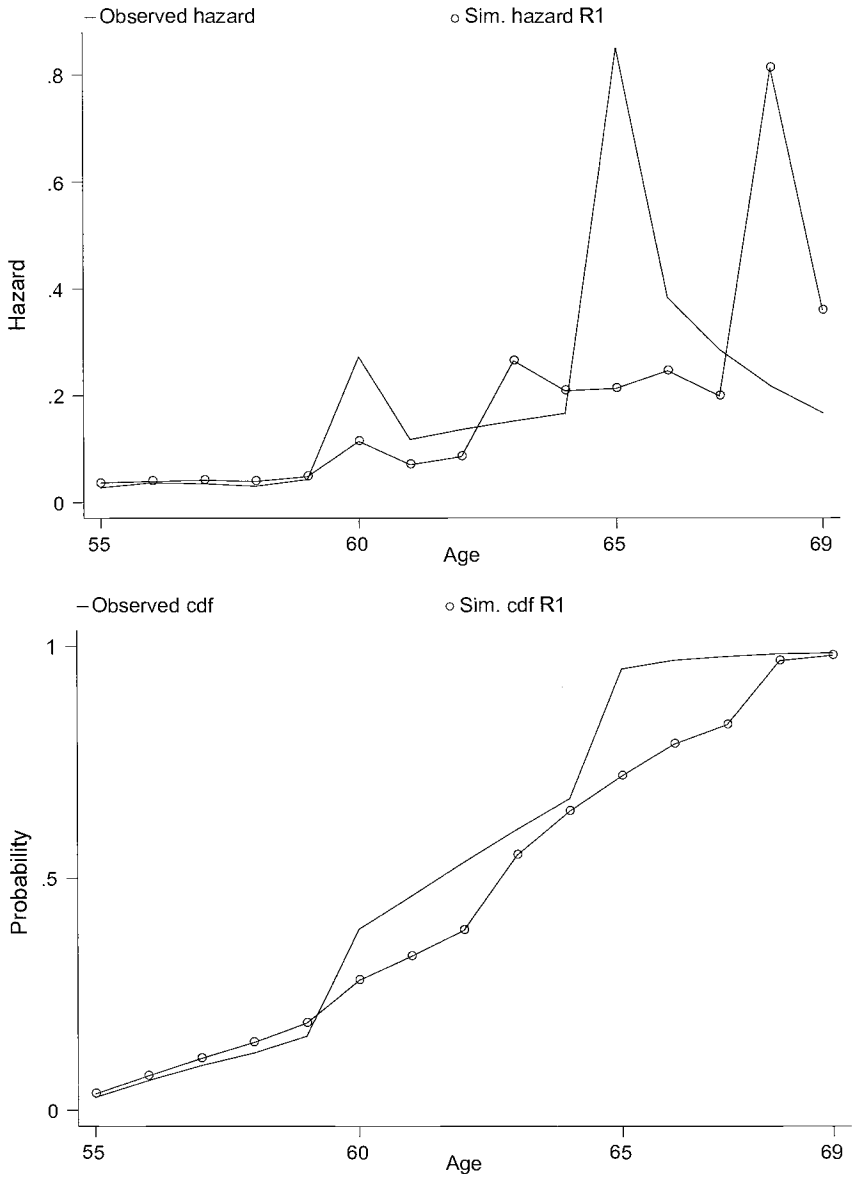 Observed hazard
Sim. hazard R1
.8
.6
.4
.2
0
Hazard
55
60
65
69
Age
Observed cdf
Sim. cdf R1
1
.5
0
Probability
55
60
65
69
Age